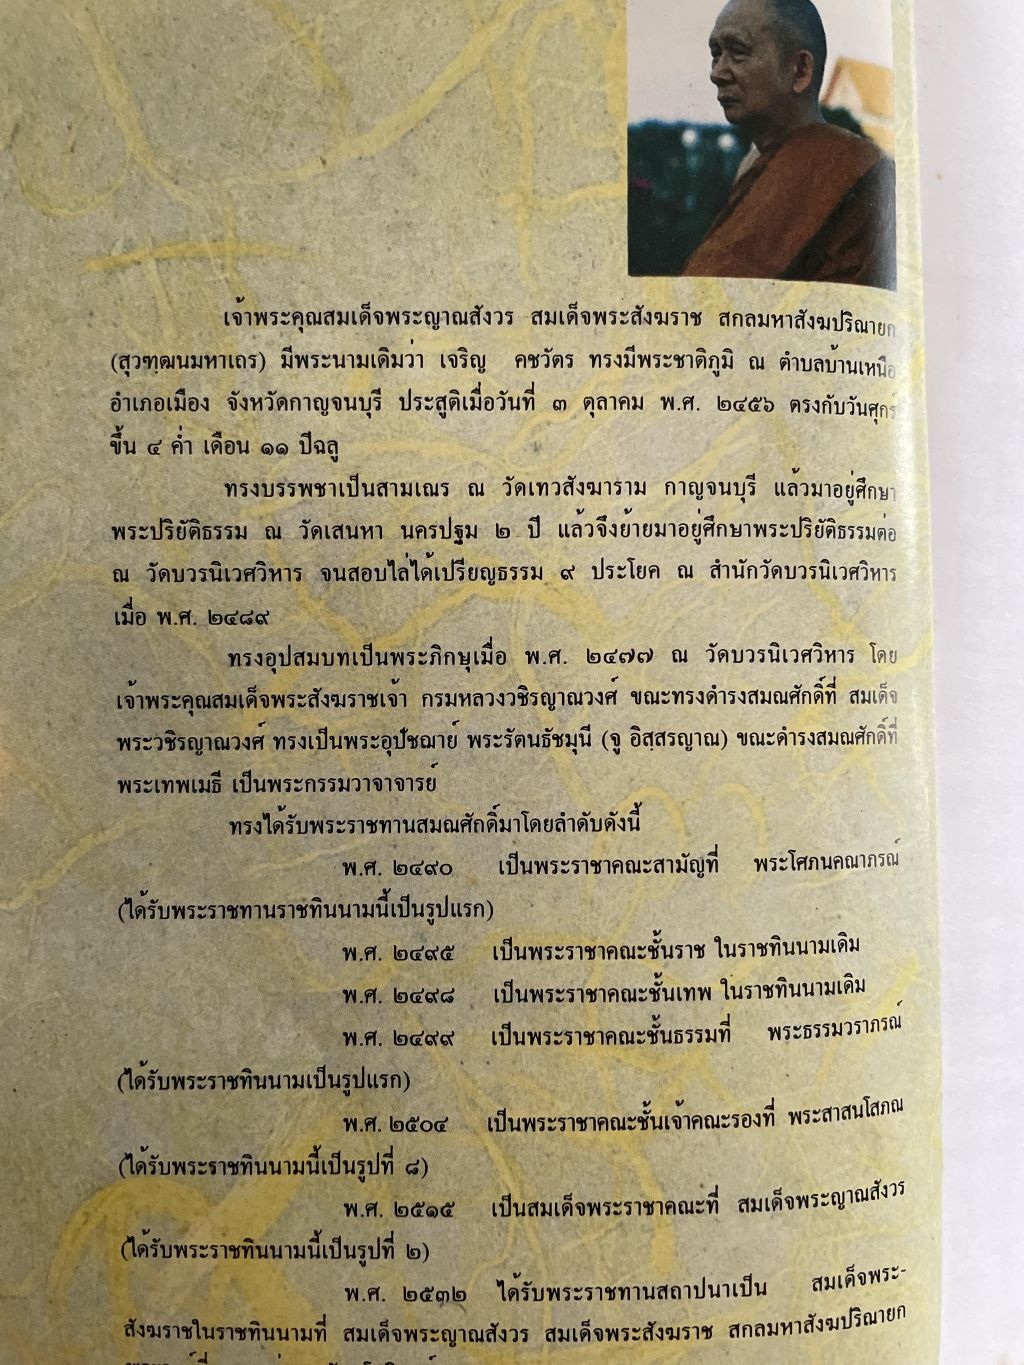 เจ้าพระคุณสมเด็จพระญาณสังวร สมเด็จพระสังฆราช สกลมหาสังฆปริณายก
(สุวฑฺฒนมหาเถร) มีพระนามเดิมว่า เจริญ คชวัตร ทรงมีพระชาติภูมิ ณ ตำบลบ้านเหนือ
อำเภอเมือง จังหวัดกาญจนบุรี ประสูติเมื่อวันที่ ๓ ตุลาคม พ.ศ. ๒๔๕๖ ตรงกับวันศุกร์
ขึ้น ๔ ค่ำ เดือน ๑๑ ปีฉลู
ทรงบรรพชาเป็นสามเณร ณ วัดเทวสังฆาราม กาญจนบุรี แล้วมาอยู่ศึกษา
พระปริยัติธรรม ณ วัดเสนหา นครปฐม ๒ ปี แล้วจึงย้ายมาอยู่ศึกษาพระปริยัติธรรมต่อ
ณ วัดบวรนิเวศวิหาร จนสอบไล่ได้เปรียญธรรม ๙ ประโยค ณ สำนักวัดบวรนิเวศวิหาร
เมื่อ พ.ศ. ๒๔๘๙
ทรงอุปสมบทเป็นพระภิกษุเมื่อ พ.ศ. ๒๔๗๗ ณ วัดบวรนิเวศวิหาร โดย
เจ้าพระคุณสมเด็จพระสังฆราชเจ้า กรมหลวงวชิรญาณวงศ์ ขณะทรงดำรงสมณศักดิ์ที่ สมเด็จ
พระวชิรญาณวงศ์ ทรงเป็นพระอุปัชฌาย์ พระรัตนธัชมุนี (จู อิสฺสรญาณ) ขณะดำรงสมณศักดิ์ที่
พระเทพเมธี เป็นพระกรรมวาจาจารย์
ทรงได้รับพระราชทานสมณศักดิ์มาโดยลำดับดังนี้
พ.ศ. ๒๔๙๐ เป็นพระราชาคณะสามัญที่ พระโศภนคณาภรณ์
(ได้รับพระราชทานราชทินนามนี้เป็นรูปแรก)
พ.ศ. ๒๔๙๕ เป็นพระราชาคณะชั้นราช ในราชทินนามเดิม
พ.ศ. ๒๔๙๘ เป็นพระราชาคณะชั้นเทพ ในราชทินนามเดิม
พ.ศ. ๒๔๙๙ เป็นพระราชาคณะชั้นธรรมที่ พระธรรมวราภรณ์
(ได้รับพระราชทินนามเป็นรูปแรก)
พ.ศ. ๒๕๐๔ เป็นพระราชาคณะชั้นเจ้าคณะรองที่ พระสาสนโสภณ
(ได้รับพระราชทินนามนี้เป็นรูปที่ ๘)
พ.ศ. ๒๕๑๕ เป็นสมเด็จพระราชาคณะที่ สมเด็จพระญาณสังวร
(ได้รับพระราชทินนามนี้เป็นรูปที่ ๒)
พ.ศ. ๒๕๓๒ ได้รับพระราชทานสถาปนาเป็น สมเด็จพระ-
สังฆราชในราชทินนามที่ สมเด็จพระญาณสังวร สมเด็จพระสังฆราช สกลมหาสังฆปริณายก